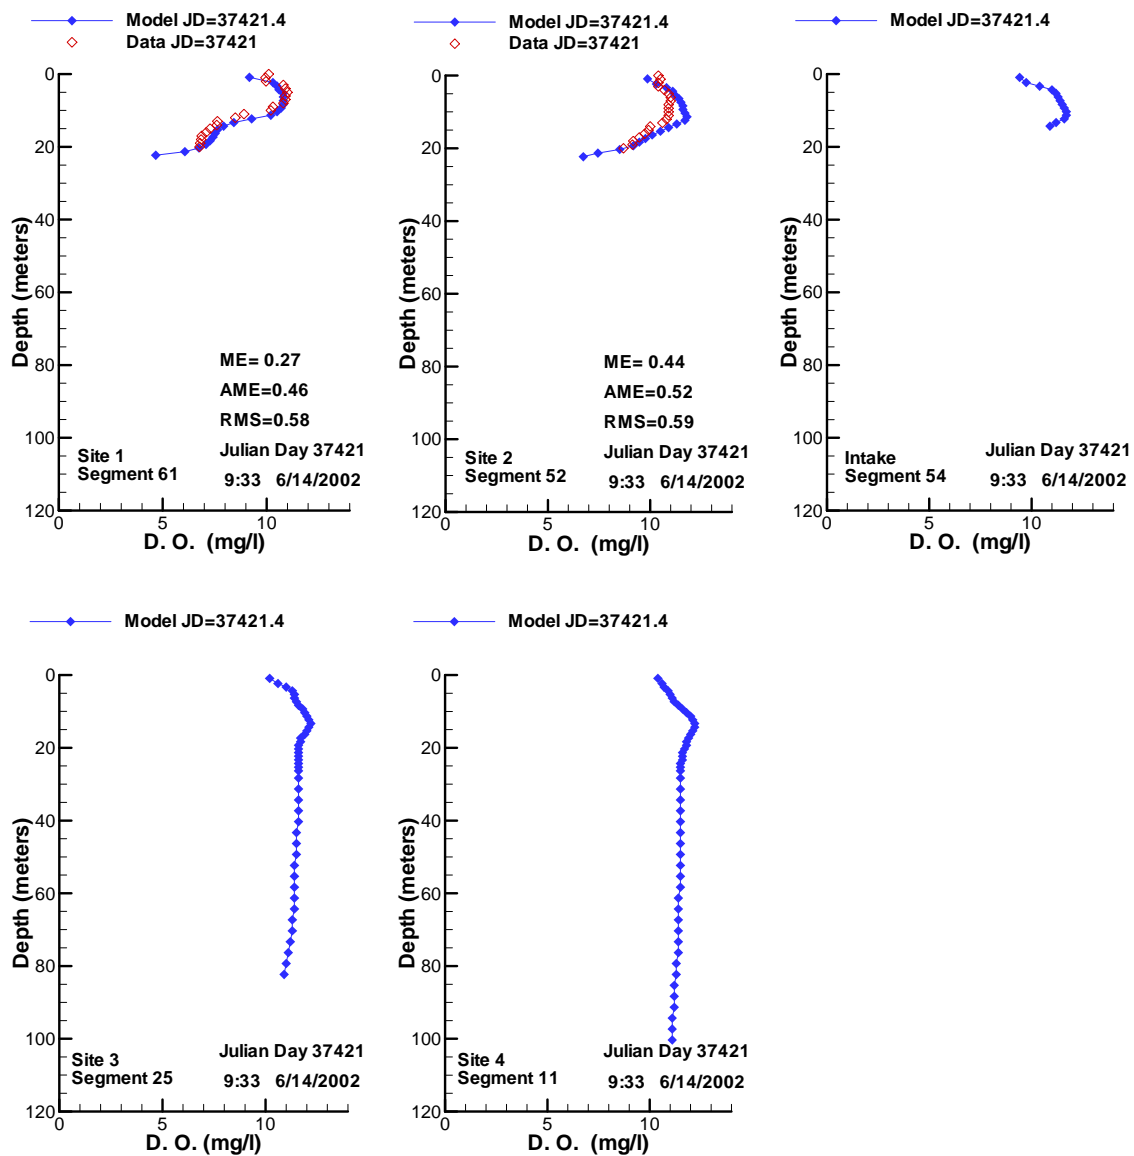 Model JD=37421.4
Data JD=37421
0
20
40
60
80
100
120
Depth (meters)
ME= 0.27
AME=0.46
RMS=0.58
Julian Day 37421
9:33 6/14/2002
Site 1
Segment 61
0
5
10
D. O. (mg/l)
Model JD=37421.4
Data JD=37421
0
20
40
60
80
100
120
Depth (meters)
ME= 0.44
AME=0.52
RMS=0.59
Julian Day 37421
9:33 6/14/2002
Site 2
Segment 52
0
5
10
D. O. (mg/l)
Model JD=37421.4
0
20
40
60
80
100
120
Depth (meters)
Julian Day 37421
9:33 6/14/2002
Intake
Segment 54
0
5
10
D. O. (mg/l)
Model JD=37421.4
0
20
40
60
80
100
120
Depth (meters)
Julian Day 37421
9:33 6/14/2002
Site 3
Segment 25
0
5
10
D. O. (mg/l)
Model JD=37421.4
0
20
40
60
80
100
120
Depth (meters)
Julian Day 37421
9:33 6/14/2002
Site 4
Segment 11
0
5
10
D. O. (mg/l)